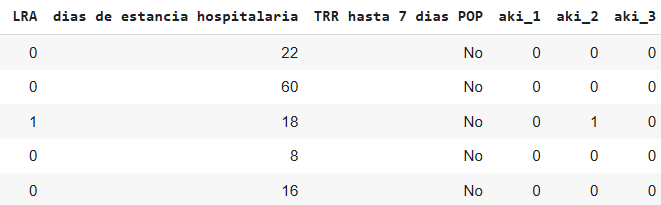 LRA dias de estancia hospitalaria TRR hasta 7 dias POP aki_1 aki_2 aki_3
0 22 No 0 0 0
0 60 No 0 0 0
1 18 No 0 1 0
0 8 No 0 0 0
0 16 No 0 0 0